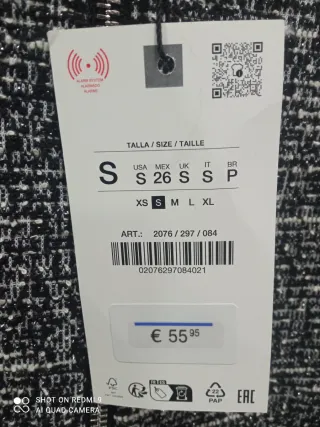 TALLA / SIZE / TAILLE
S
USA MEX UK IT BR
S 26 S S P
XS S M L XL
ART.: 2076 / 297 / 084
02076297084021
€ 55 95
FSC
22
PAP
EAC
SHOT ON REDMI 9
AI QUAD CAMERA